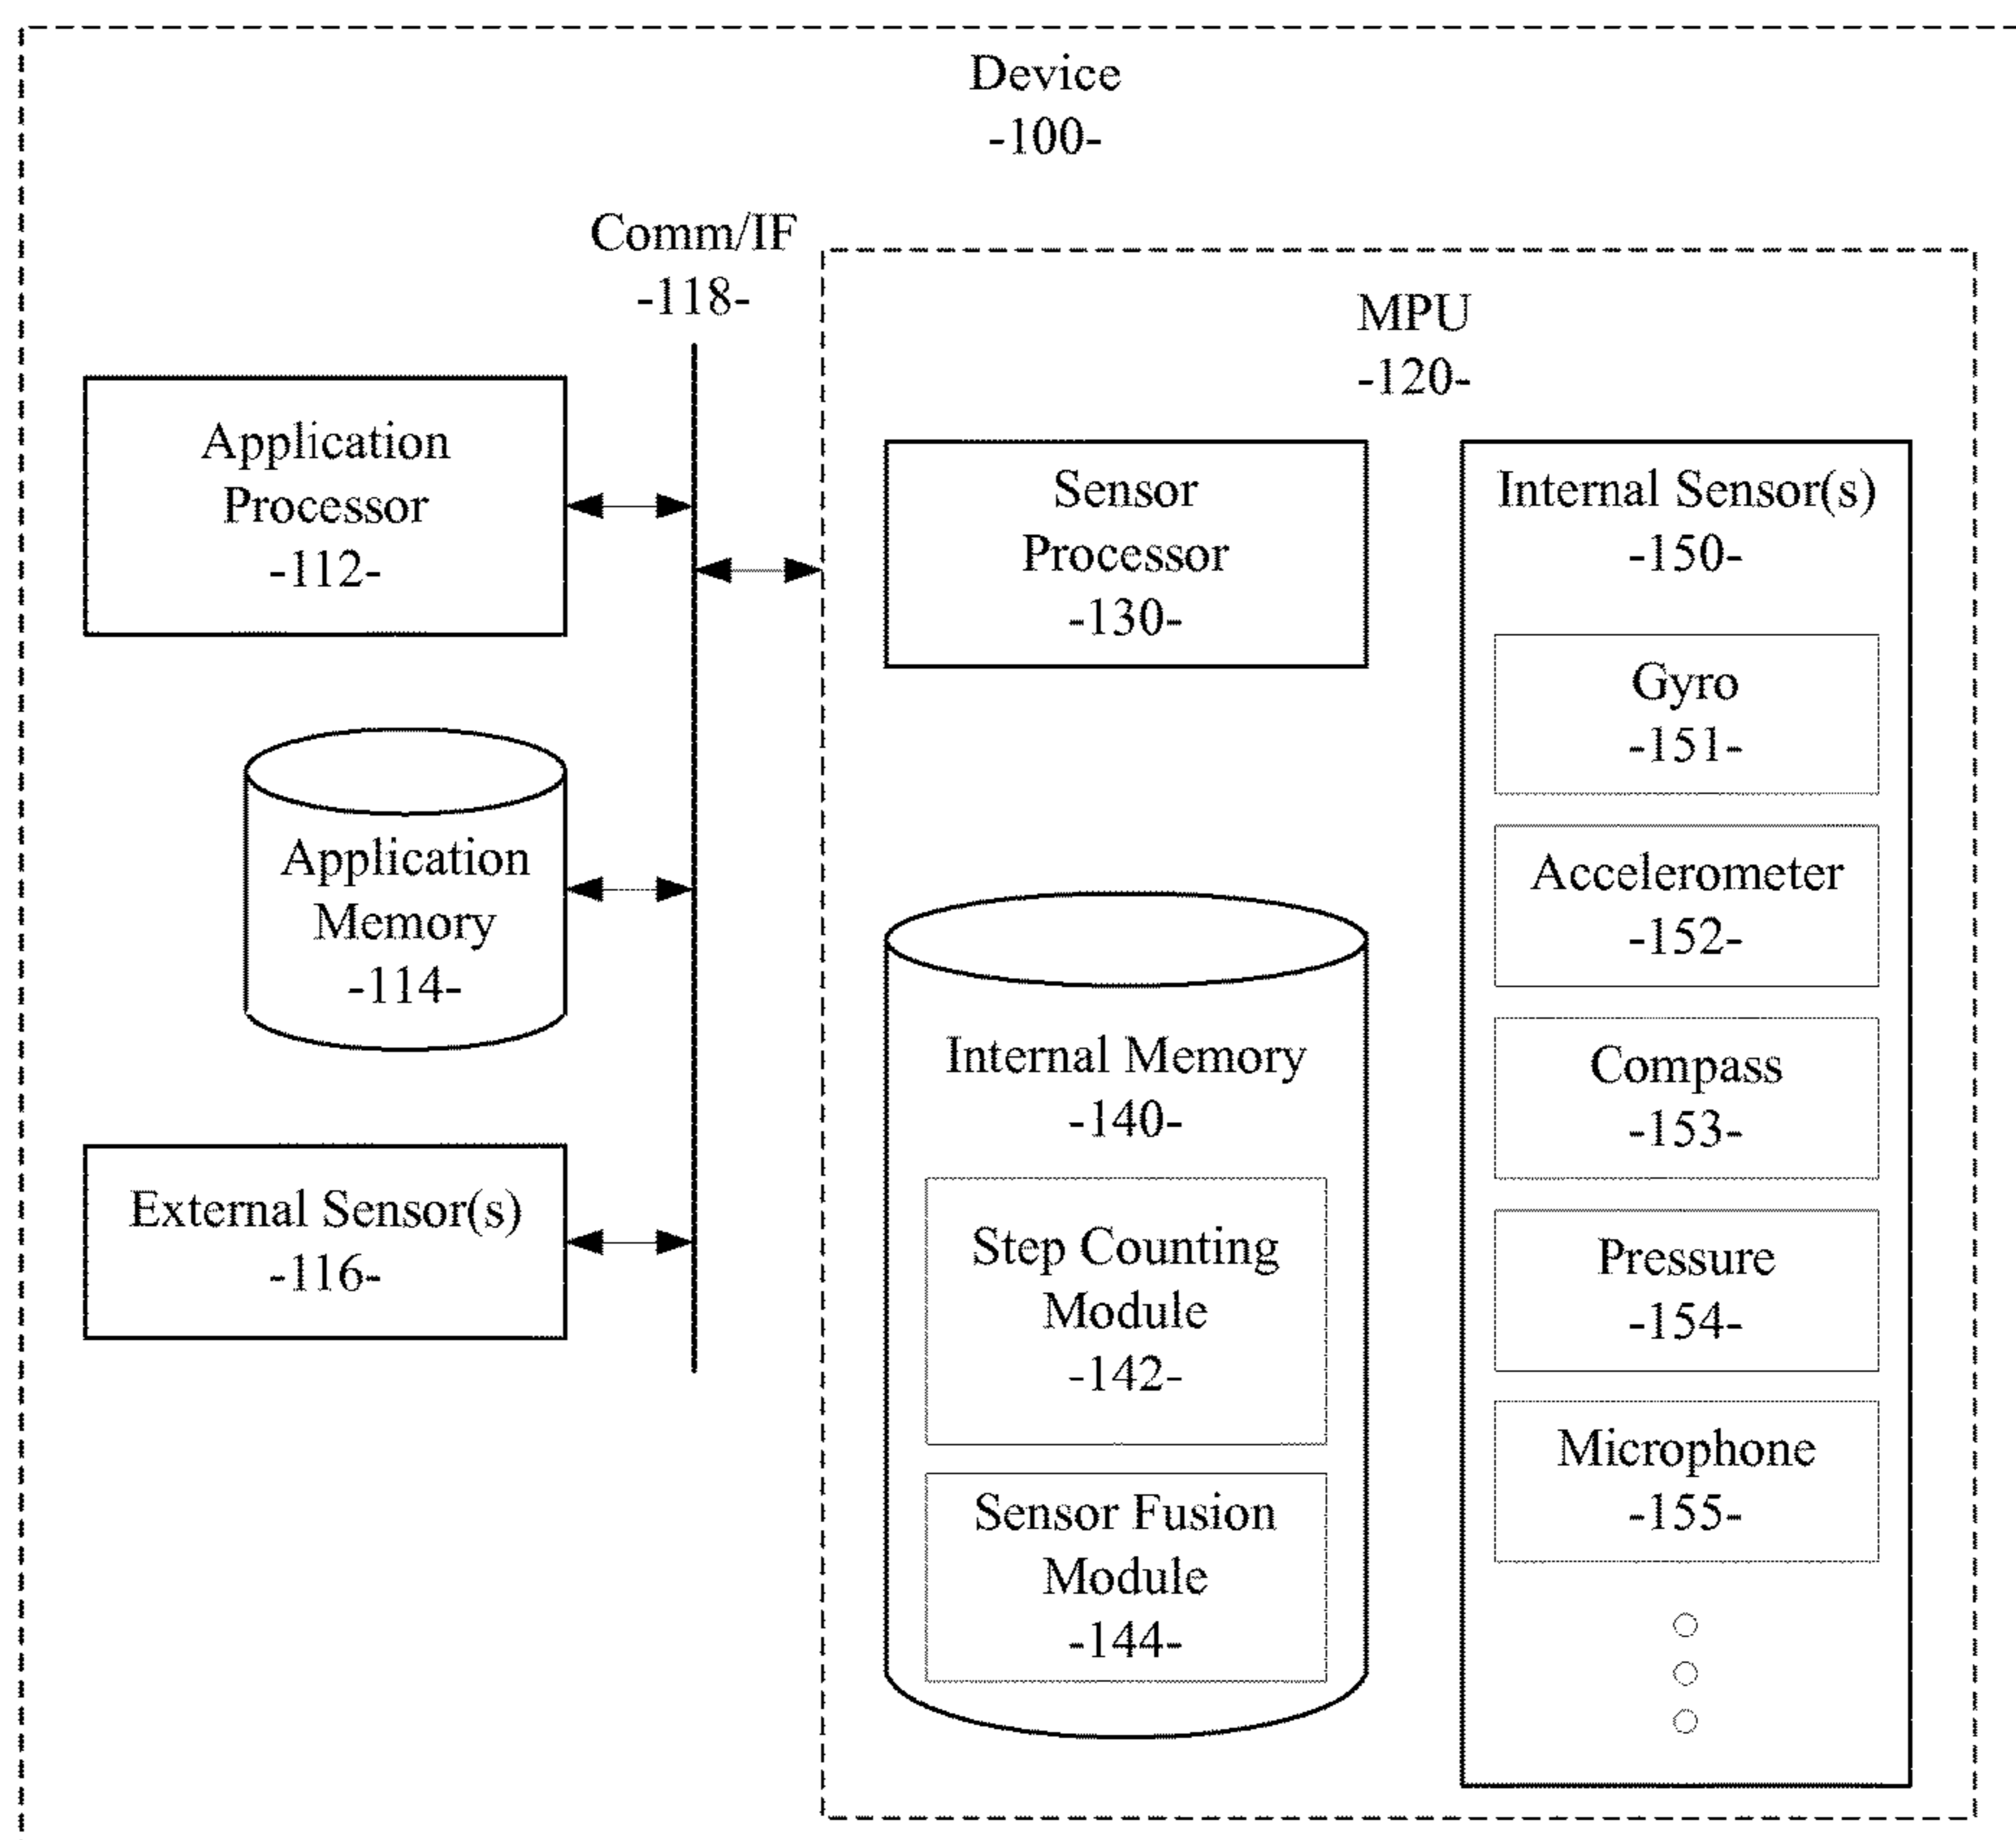 Device
-100-
Comm/IF
-118-
MPU
-120-
Application
Processor
-112-
Sensor
Processor
-130-
Internal Sensor(s)
-150-
Gyro
-151-
Application
Memory
-114-
Accelerometer
-152-
Internal Memory
-140-
Compass
-153-
External Sensor(s)
-116-
Step Counting
Module
-142-
Pressure
-154-
Sensor Fusion
Module
-144-
Microphone
-155-